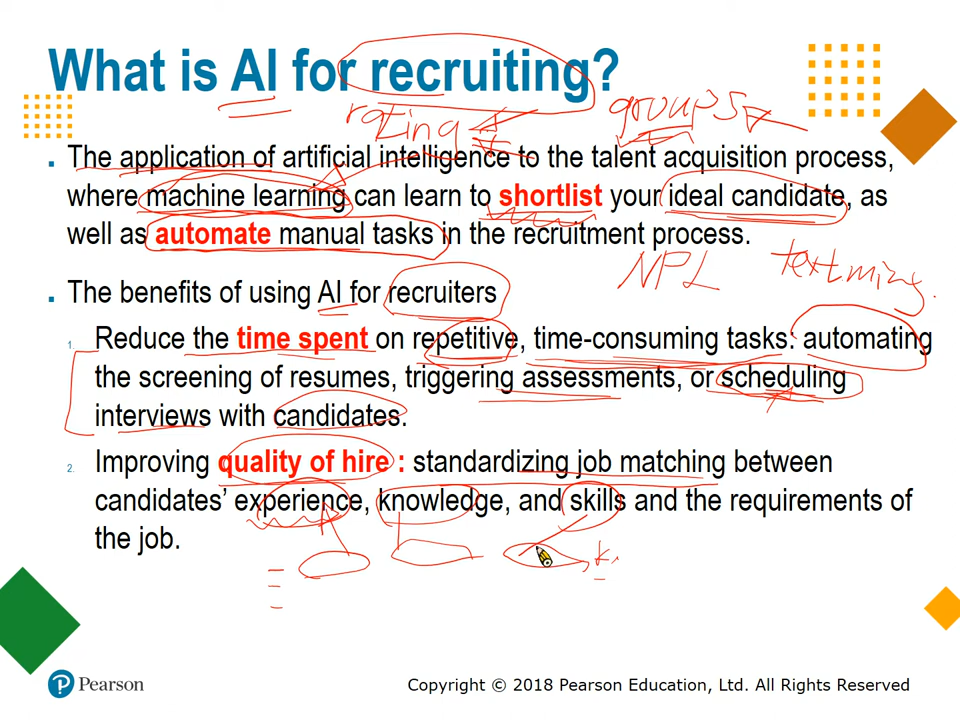 What is AI for recruiting?
rating
groups
▪ The application of artificial intelligence to the talent acquisition process,
where machine learning can learn to shortlist your ideal candidate, as
well as automate manual tasks in the recruitment process.
NPL
text ming.
▪ The benefits of using AI for recruiters
1. Reduce the time spent on repetitive, time-consuming tasks: automating
the screening of resumes, triggering assessments, or scheduling
interviews with candidates.
2. Improving quality of hire : standardizing job matching between
candidates’ experience, knowledge, and skills and the requirements of
the job.
Pearson
Copyright © 2018 Pearson Education, Ltd. All Rights Reserved